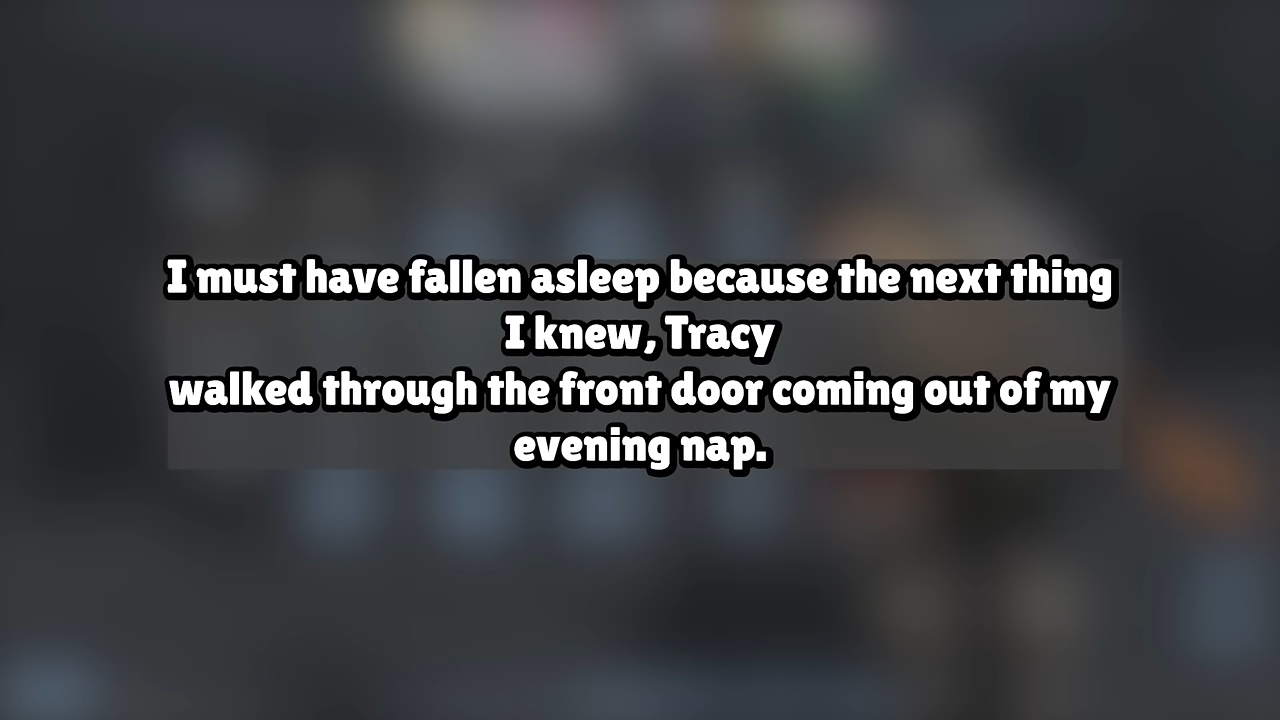 I must have fallen asleep because the next thing
I knew, Tracy
walked through the front door coming out of my
evening nap.